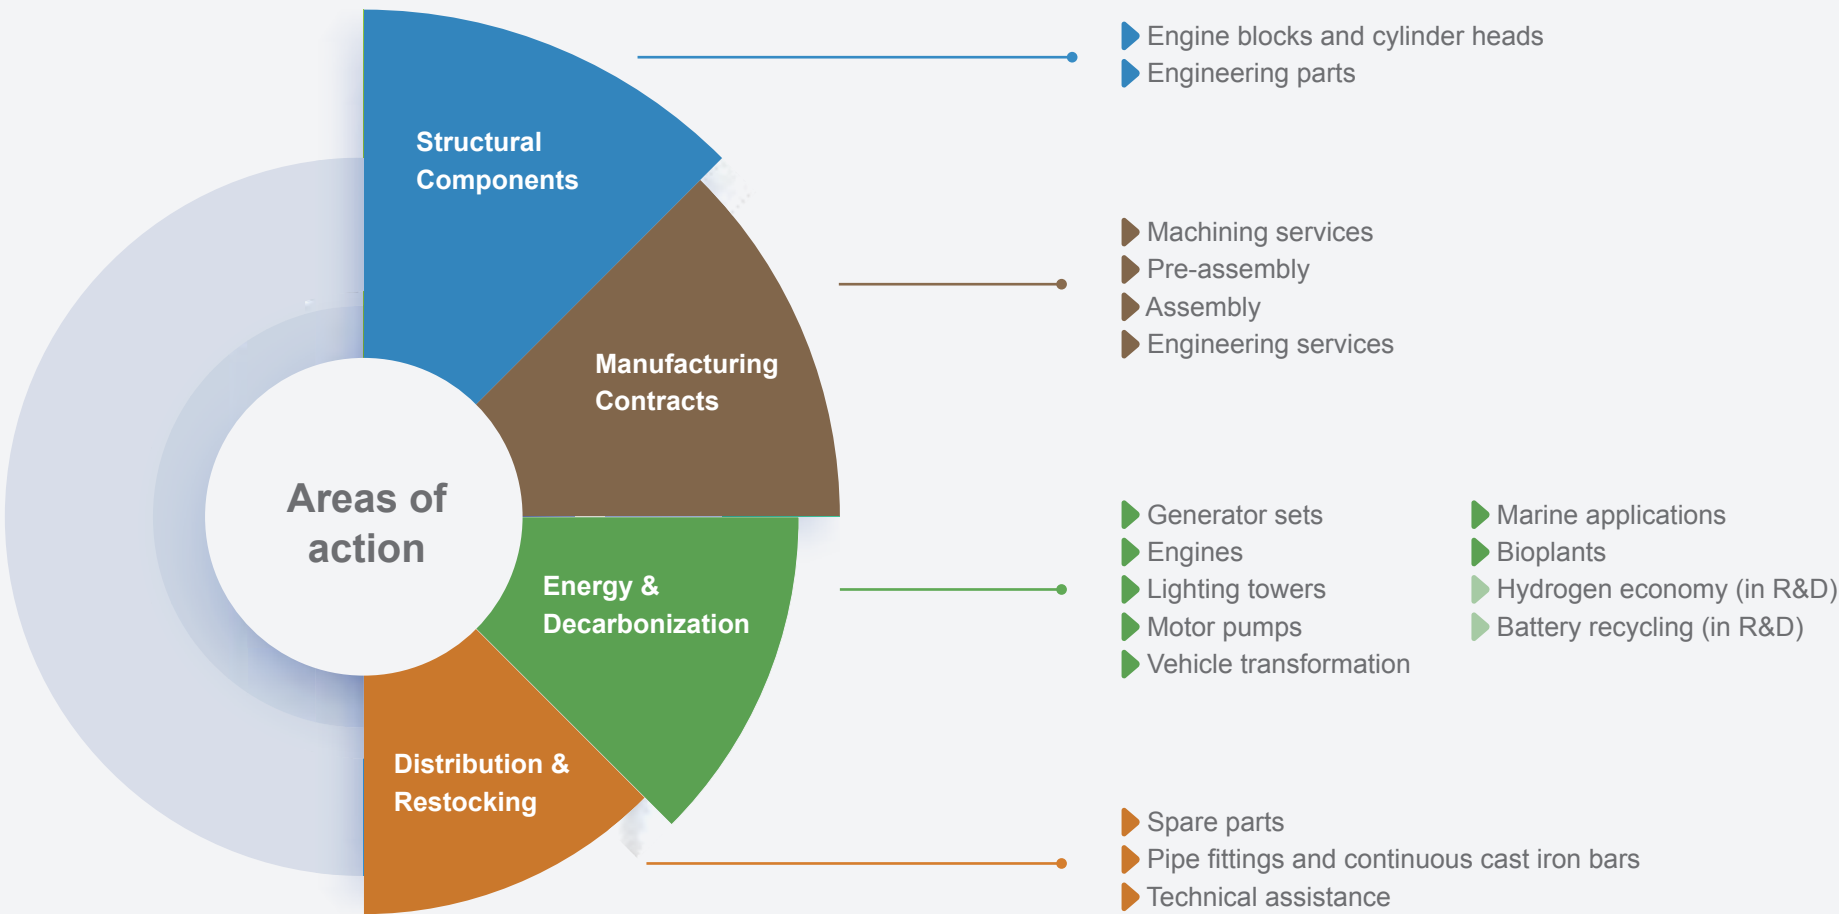 Areas of
action
Structural
Components
Engine blocks and cylinder heads
Engineering parts
Manufacturing
Contracts
Machining services
Pre-assembly
Assembly
Engineering services
Energy &
Decarbonization
Generator sets
Engines
Lighting towers
Motor pumps
Vehicle transformation
Marine applications
Bioplants
Hydrogen economy (in R&D)
Battery recycling (in R&D)
Distribution &
Restocking
Spare parts
Pipe fittings and continuous cast iron bars
Technical assistance